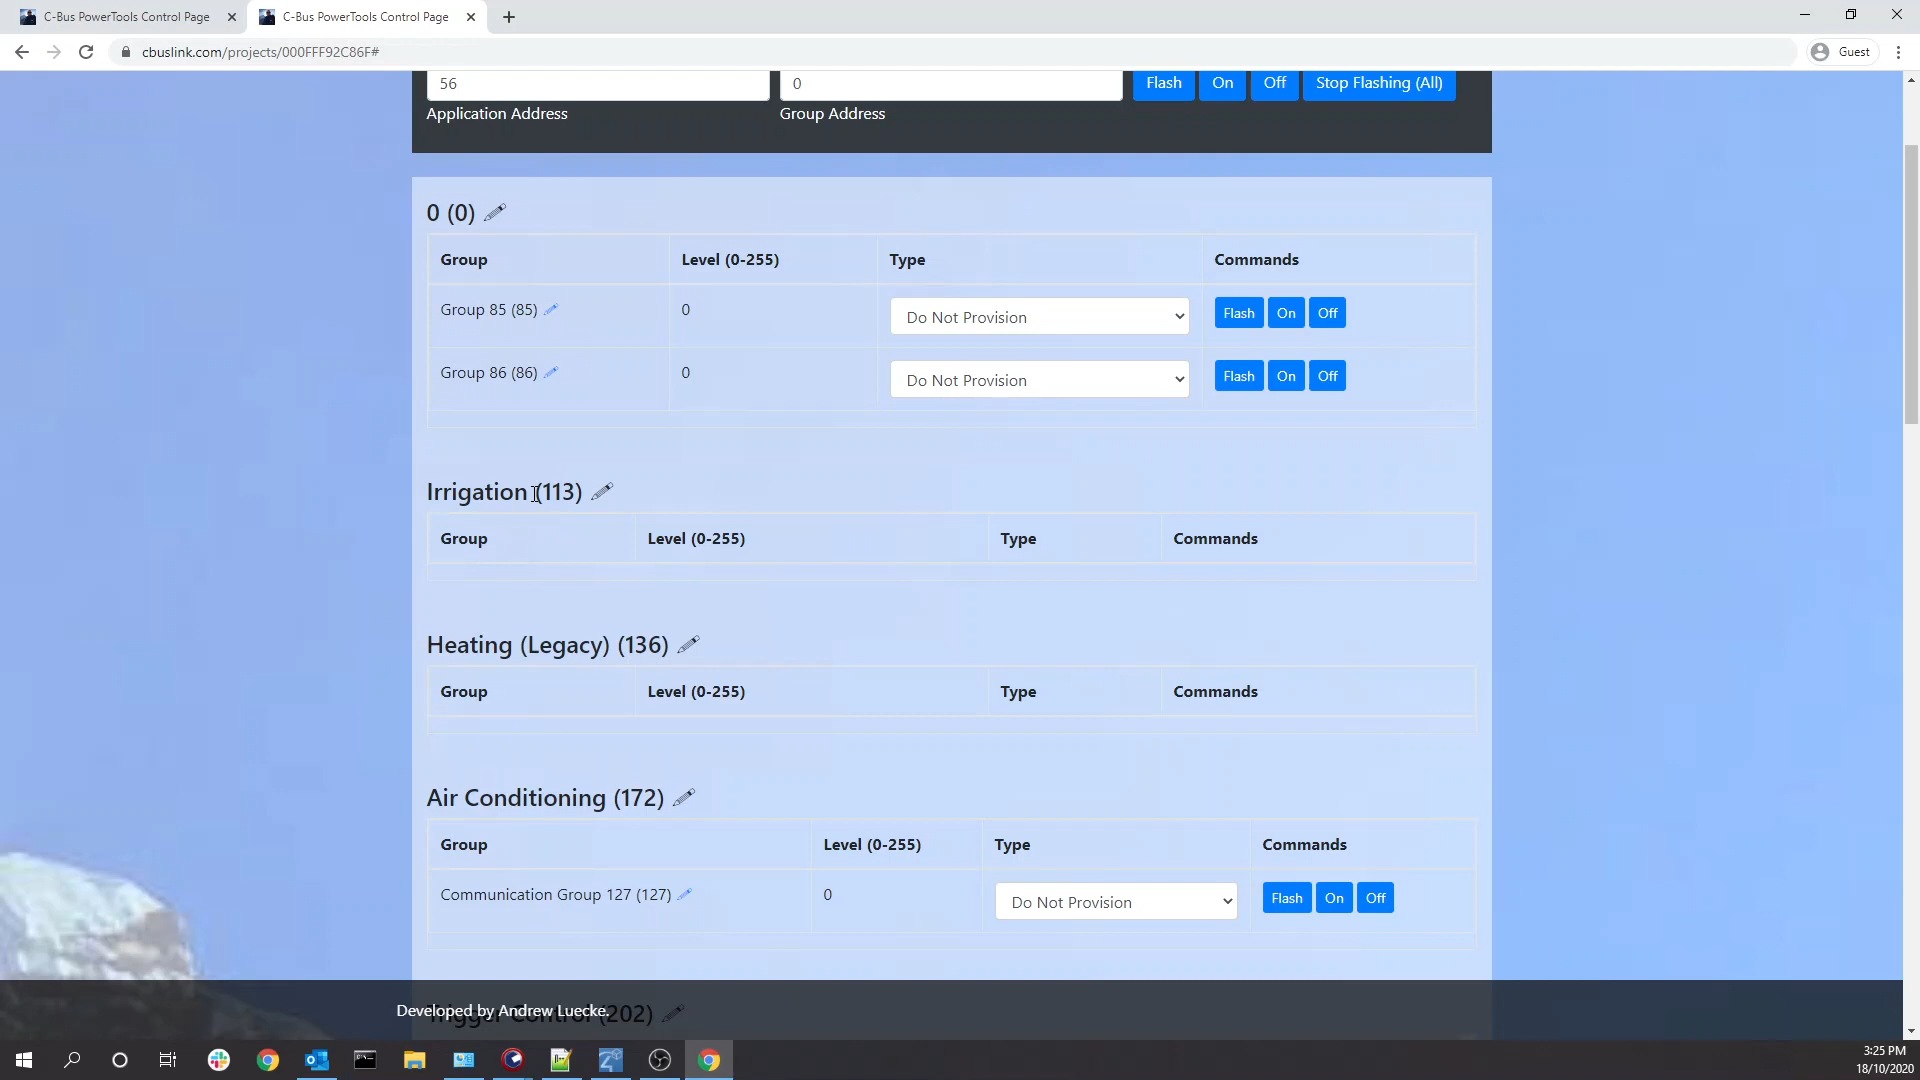 C-Bus PowerTools Control Page
C-Bus PowerTools Control Page
cbuslink.com/projects/000FFF92C86F#
Guest
56
0
Flash On Off Stop Flashing (All)
Application Address
Group Address
0 (0)
Group Level (0-255) Type Commands
Group 85 (85) 0 Do Not Provision Flash On Off
Group 86 (86) 0 Do Not Provision Flash On Off
Irrigation (113)
Group Level (0-255) Type Commands
Heating (Legacy) (136)
Group Level (0-255) Type Commands
Air Conditioning (172)
Group Level (0-255) Type Commands
Communication Group 127 (127) 0 Do Not Provision Flash On Off
Trigger Control (202)
Developed by Andrew Luecke.
3:25 PM
18/10/2020